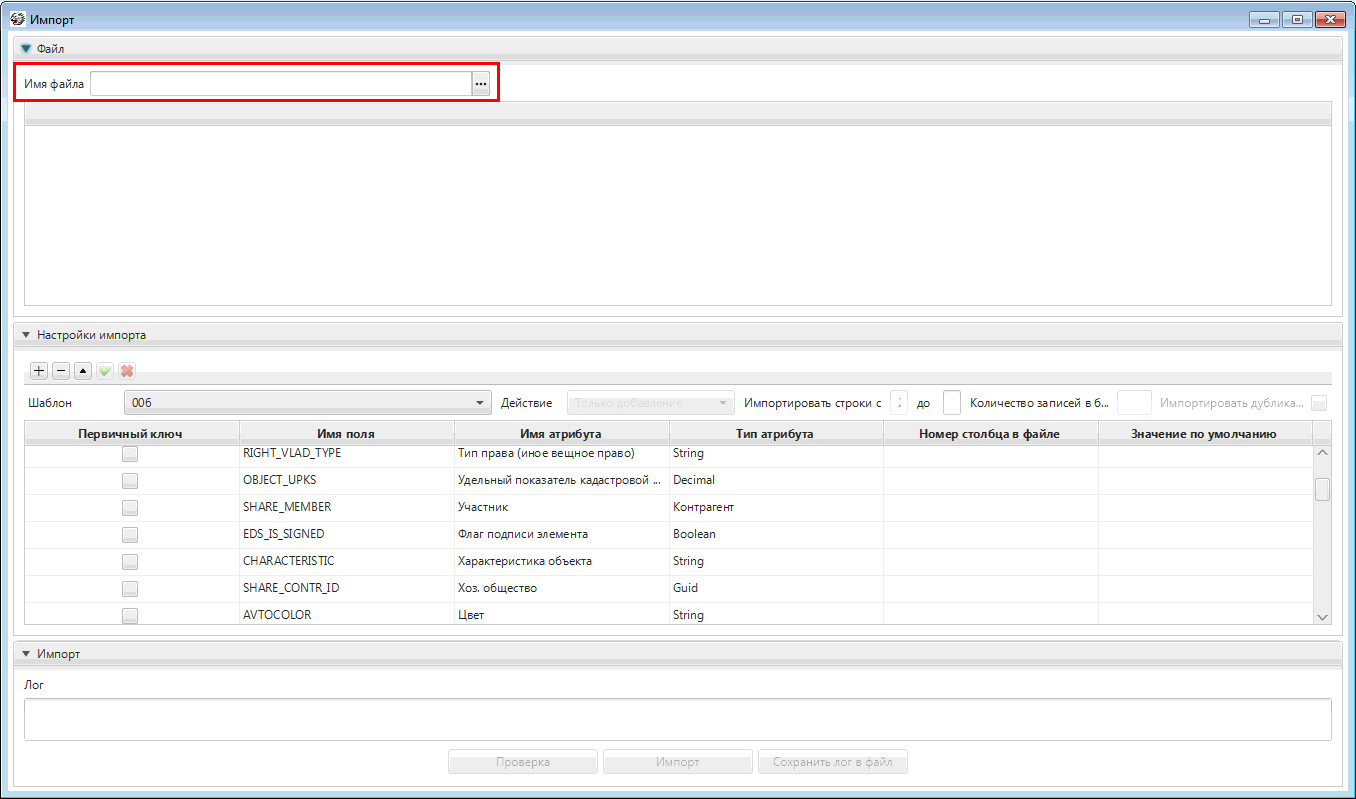 Импорт
Файл
Имя файла ...
Настройки импорта
Шаблон 006 Действие Только добавление Импортировать строки с 2 до Количество записей в б... Импортировать дублика...
Первичный ключ Имя поля Имя атрибута Тип атрибута Номер столбца в файле Значение по умолчанию
RIGHT_VLAD_TYPE Тип права (иное вещное право) String
OBJECT_UPKS Удельный показатель кадастровой ... Decimal
SHARE_MEMBER Участник Контрагент
EDS_IS_SIGNED Флаг подписи элемента Boolean
CHARACTERISTIC Характеристика объекта String
SHARE_CONTR_ID Хоз. общество Guid
AVTOCOLOR Цвет String
Импорт
Лог
Проверка Импорт Сохранить лог в файл